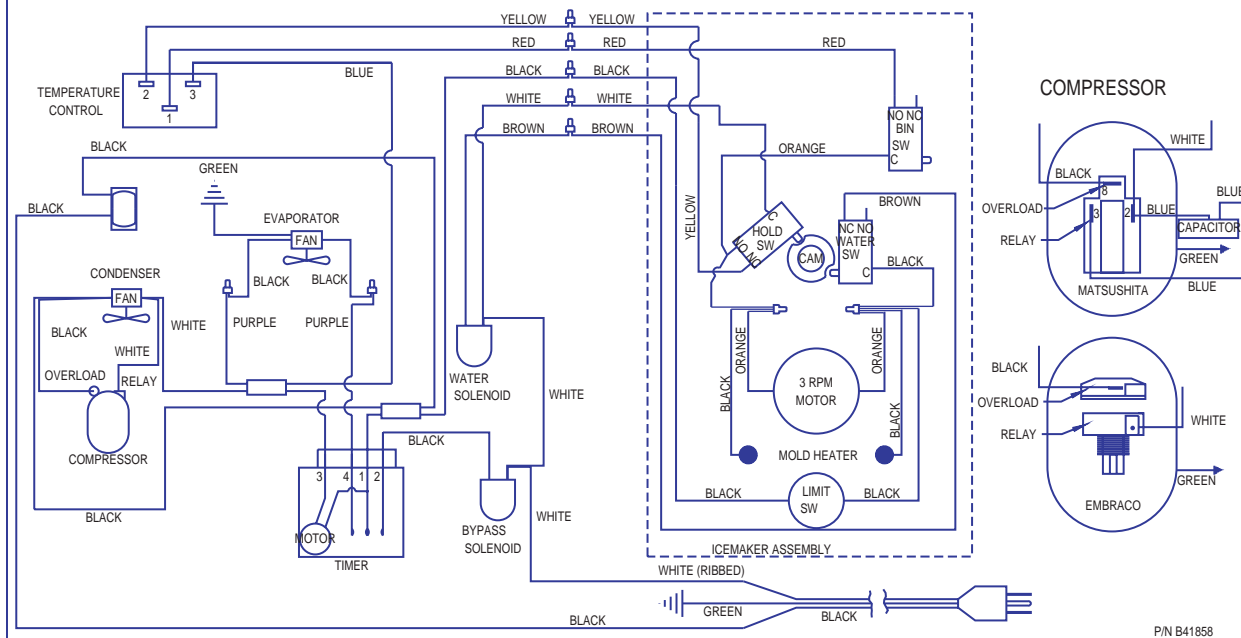 YELLOW YELLOW
RED RED RED
BLUE BLACK BLACK
TEMPERATURE
CONTROL
2 3
1
WHITE WHITE
BROWN BROWN
COMPRESSOR
NO NC
BIN
SW
C
ORANGE
BLACK
GREEN
BLACK
EVAPORATOR
FAN
BLACK BLACK
CONDENSER
FAN
BLACK
WHITE
WHITE
PURPLE PURPLE
OVERLOAD
RELAY
COMPRESSOR
BLACK
WATER
SOLENOID
WHITE
YELLOW
C
HOLD
SW
NO NC
CAM
BROWN
NC NO
WATER
SW
C
BLACK
ORANGE ORANGE
3 RPM
MOTOR
BLACK BLACK
MOLD HEATER
BLACK
LIMIT
SW
BLACK
BLACK
3 4 1 2
MOTOR
TIMER
BYPASS
SOLENOID
WHITE
ICEMAKER ASSEMBLY
WHITE (RIBBED)
GREEN
BLACK
BLACK
WHITE
BLACK
OVERLOAD
RELAY
8
3 2
BLUE
BLUE
CAPACITOR
GREEN
MATSUSHITA
BLUE
BLACK
OVERLOAD
RELAY
WHITE
GREEN
EMBRACO
P/N B41858